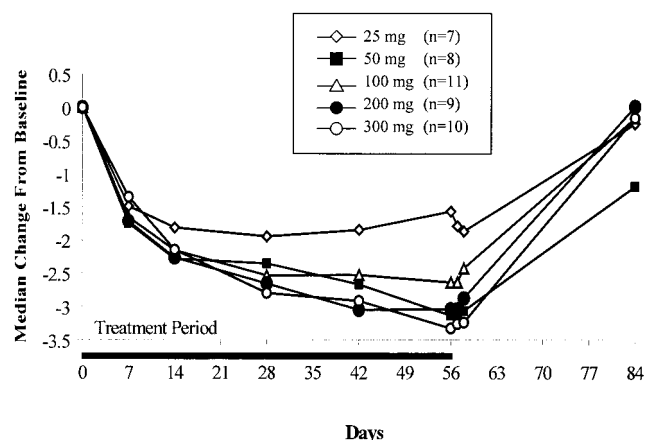 25 mg (n=7)
50 mg (n=8)
100 mg (n=11)
200 mg (n=9)
300 mg (n=10)
Median Change From Baseline
0.5
0
-0.5
-1
-1.5
-2
-2.5
-3
-3.5
Treatment Period
0 7 14 28 35 42 49 56 63 70 77 84
Days